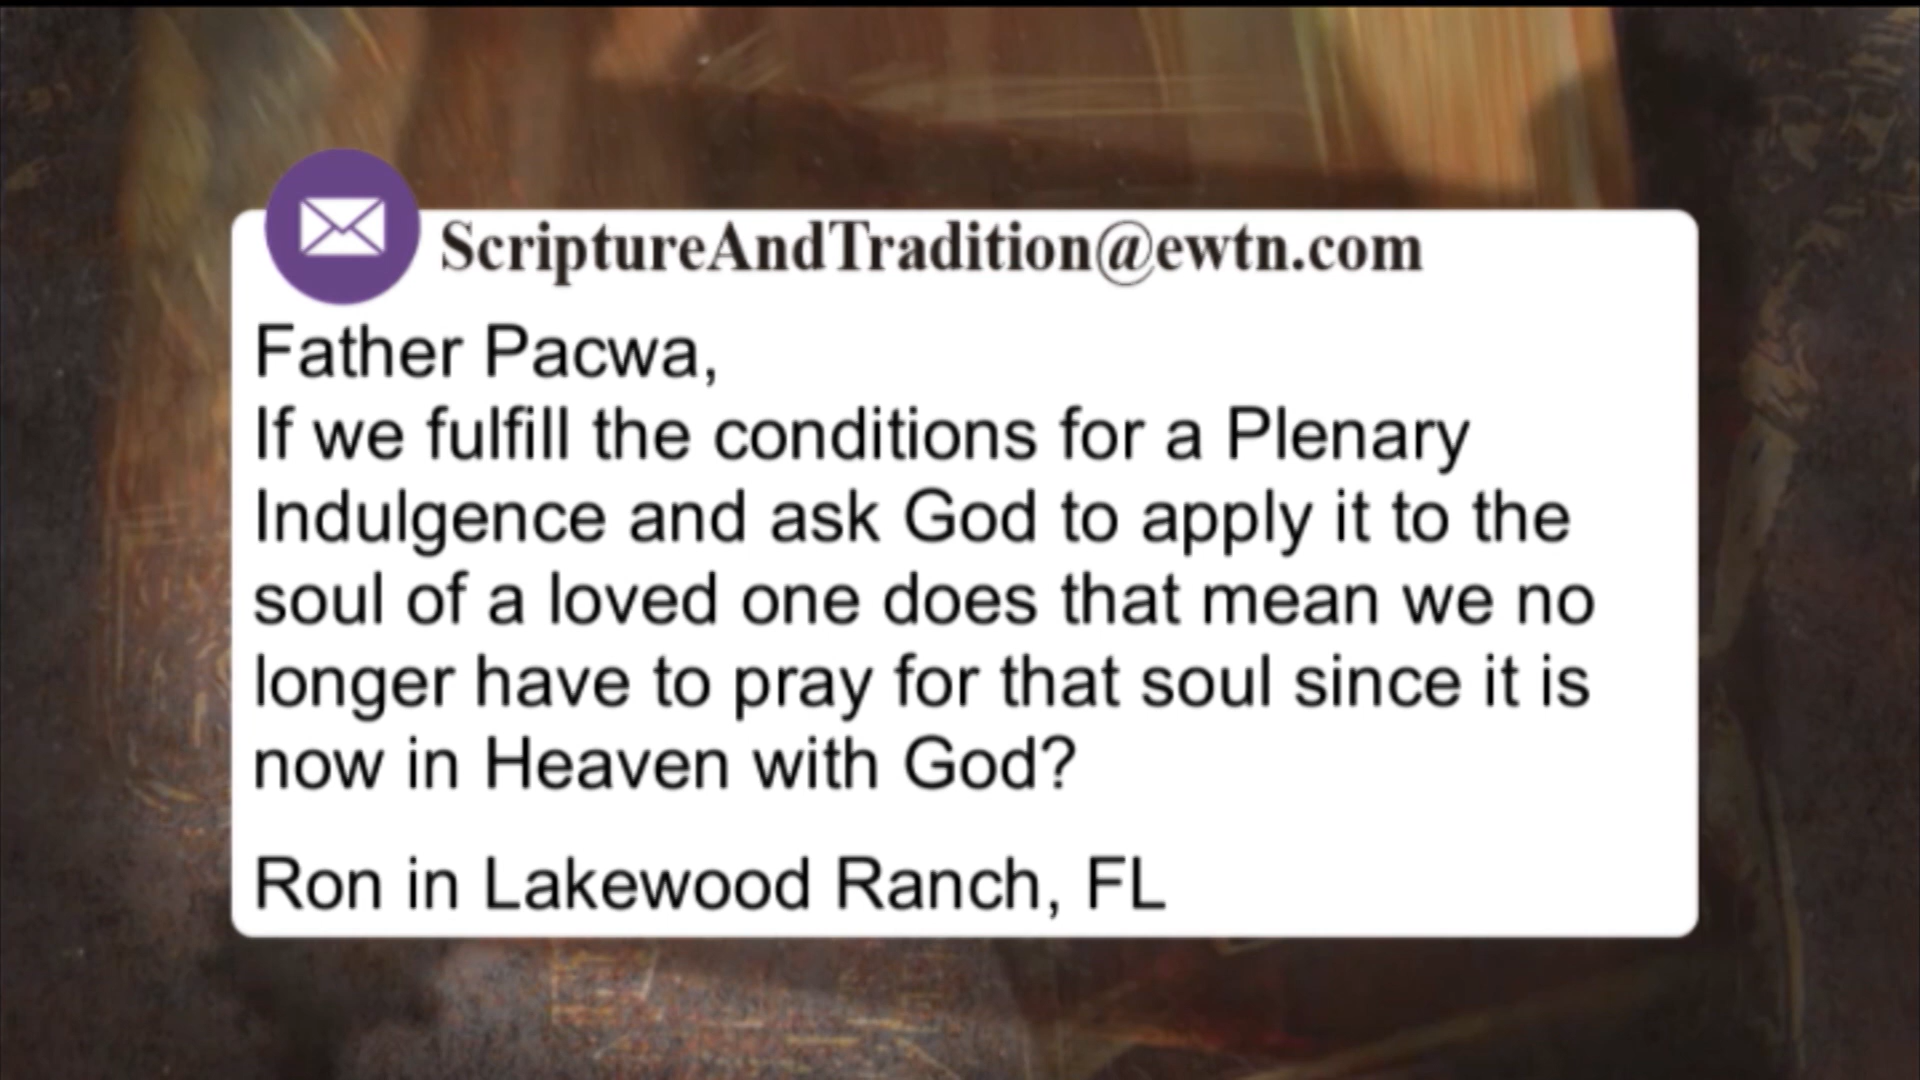 ScriptureAndTradition@ewtn.com
Father Pacwa,
If we fulfill the conditions for a Plenary
Indulgence and ask God to apply it to the
soul of a loved one does that mean we no
longer have to pray for that soul since it is
now in Heaven with God?
Ron in Lakewood Ranch, FL